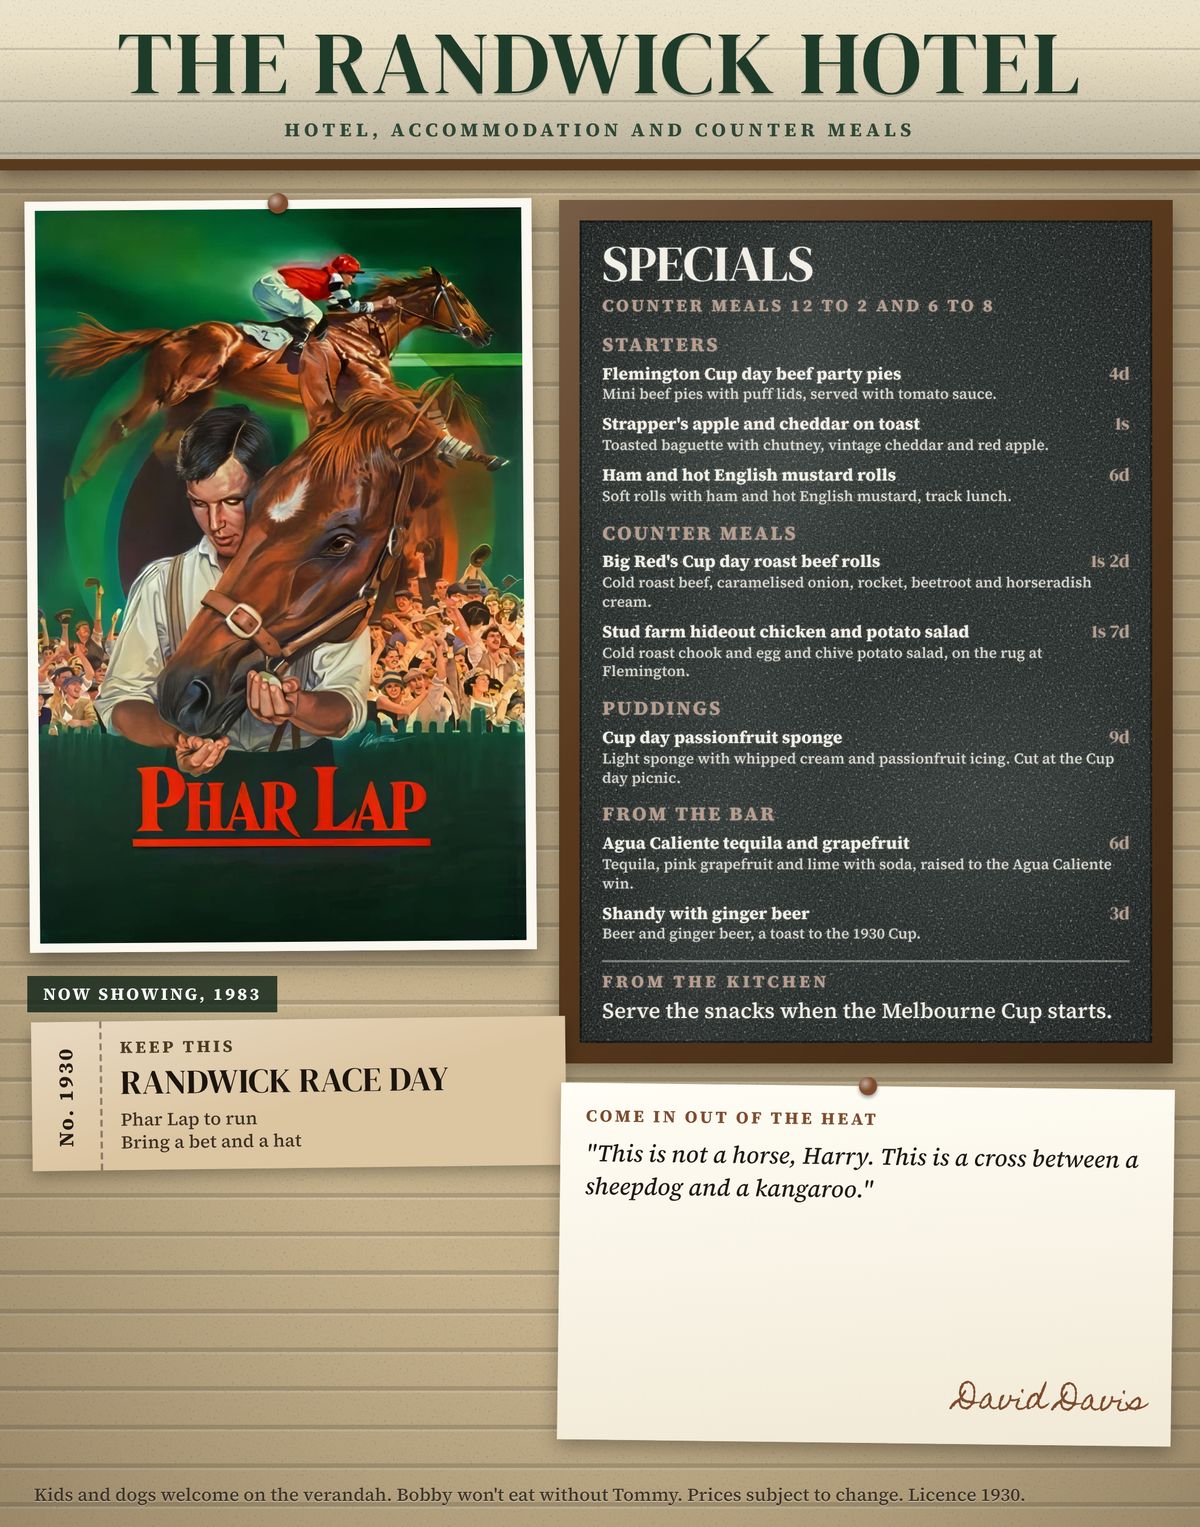 THE RANDWICK HOTEL
HOTEL, ACCOMMODATION AND COUNTER MEALS
2
PHAR LAP
NOW SHOWING, 1983
No. 1930
KEEP THIS
RANDWICK RACE DAY
Phar Lap to run
Bring a bet and a hat
SPECIALS
COUNTER MEALS 12 TO 2 AND 6 TO 8
STARTERS
Flemington Cup day beef party pies 4d
Mini beef pies with puff lids, served with tomato sauce.
Strapper's apple and cheddar on toast 1s
Toasted baguette with chutney, vintage cheddar and red apple.
Ham and hot English mustard rolls 6d
Soft rolls with ham and hot English mustard, track lunch.
COUNTER MEALS
Big Red's Cup day roast beef rolls 1s 2d
Cold roast beef, caramelised onion, rocket, beetroot and horseradish
cream.
Stud farm hideout chicken and potato salad 1s 7d
Cold roast chook and egg and chive potato salad, on the rug at
Flemington.
PUDDINGS
Cup day passionfruit sponge 9d
Light sponge with whipped cream and passionfruit icing. Cut at the Cup
day picnic.
FROM THE BAR
Agua Caliente tequila and grapefruit 6d
Tequila, pink grapefruit and lime with soda, raised to the Agua Caliente
win.
Shandy with ginger beer 3d
Beer and ginger beer, a toast to the 1930 Cup.
FROM THE KITCHEN
Serve the snacks when the Melbourne Cup starts.
COME IN OUT OF THE HEAT
"This is not a horse, Harry. This is a cross between a
sheepdog and a kangaroo."
David Davis
Kids and dogs welcome on the verandah. Bobby won't eat without Tommy. Prices subject to change. Licence 1930.